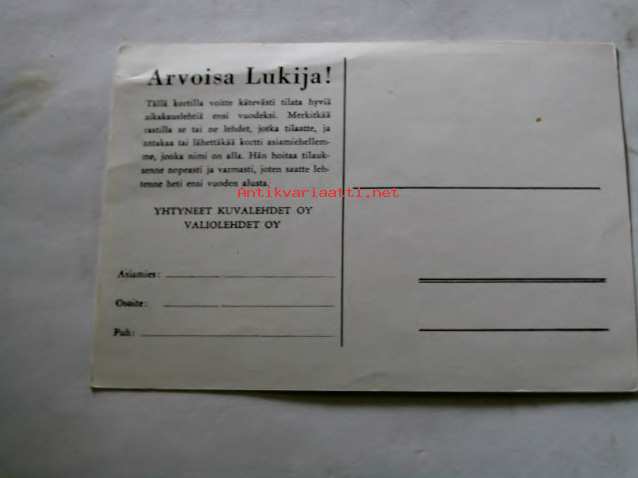 Arvoisa Lukija!
Tällä kortilla voitte kätevästi tilata hyviä
aikakauslehtiä ensi vuodeksi. Merkitkää
rastilla se tai ne lehdet, jotka tilaatte, ja
antakaa tai lähettäkää kortti asiamiehellem-
me, jonka nimi on alla. Hän hoitaa tilauk-
senne nopeasti ja varmasti, joten saatte leh-
tenne heti ensi vuoden alusta.
Antikvariaatti.net
YHTYNEET KUVALEHDET OY
VALIOLEHDET OY
Asiamies:
Osoite:
Puh: